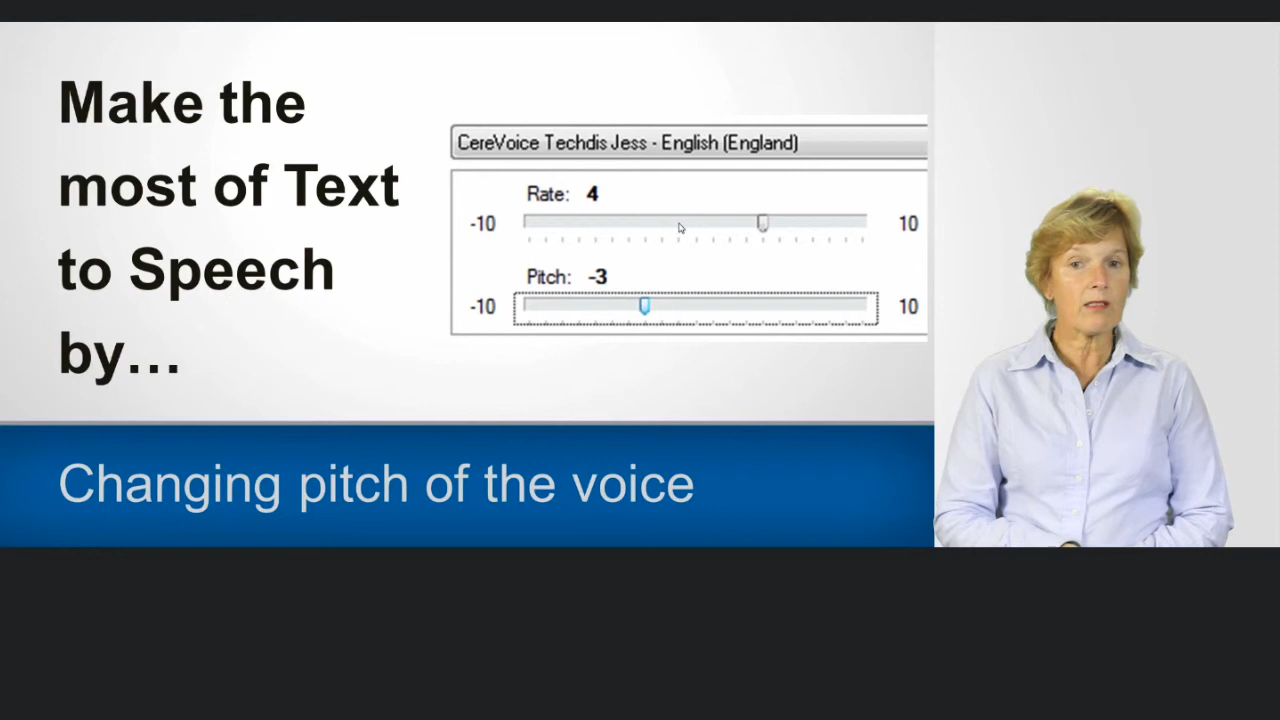 Make the
most of Text
to Speech
by…
CereVoice Techdis Jess - English (England)
Rate: 4
-10 10
Pitch: -3
-10 10
Changing pitch of the voice